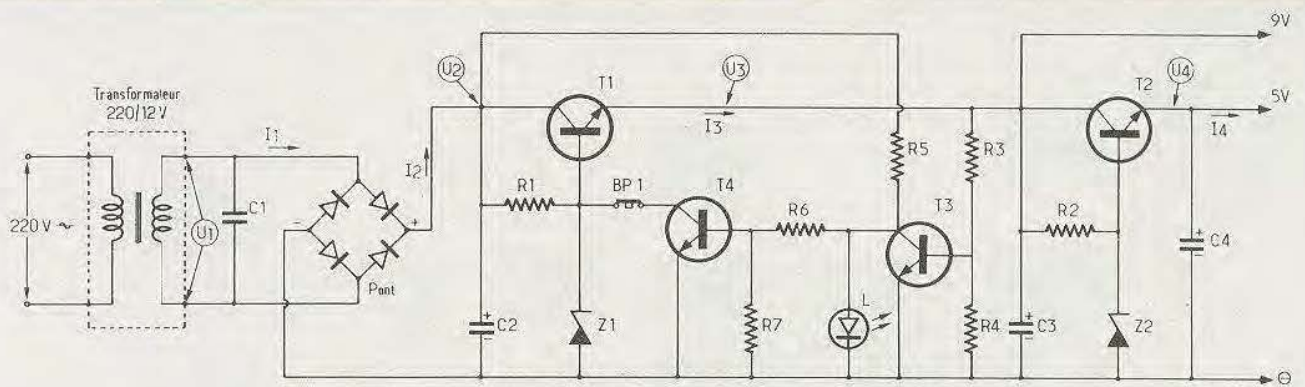 9V
U2
U3
T2
U4
Transformateur
220/12V
T1
5V
I1
I3
I4
I2
R5
R3
R1
BP1
T4
C1
R6
T3
R2
220V ~
U1
-
+
C4
+
-
Pont
L
R7
R4
+
C2
-
Z1
+
C3
-
Z2
⊖